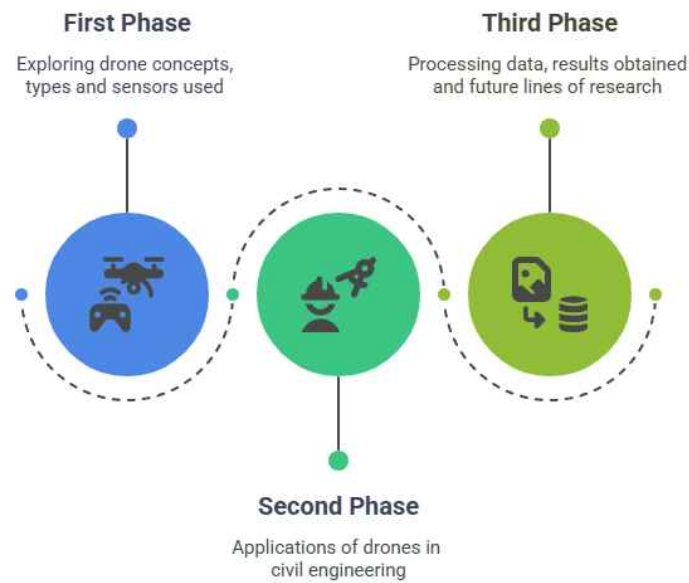 First Phase
Exploring drone concepts,
types and sensors used
Third Phase
Processing data, results obtained
and future lines of research
Second Phase
Applications of drones in
civil engineering